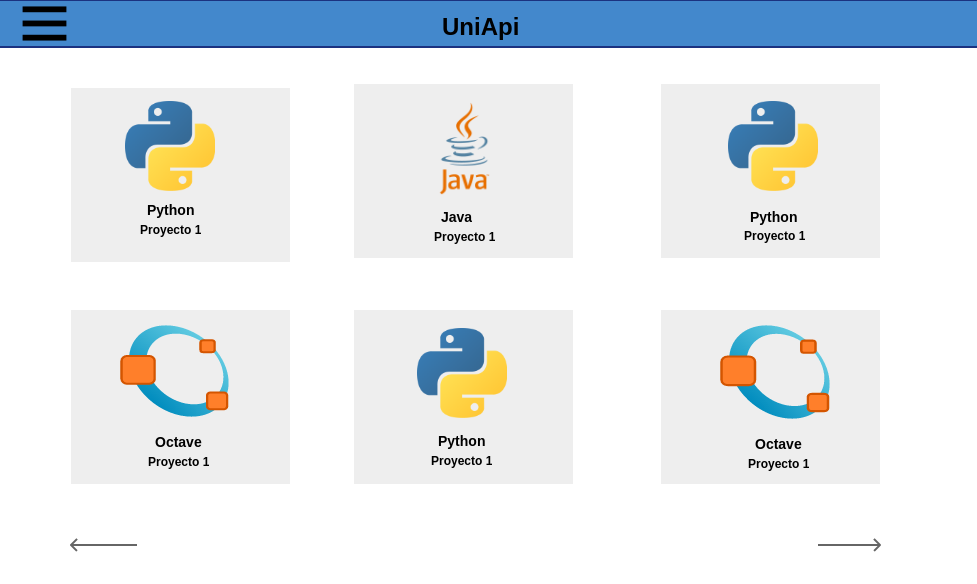 UniApi
Python
Proyecto 1
Java
Java
Proyecto 1
Python
Proyecto 1
Octave
Proyecto 1
Python
Proyecto 1
Octave
Proyecto 1